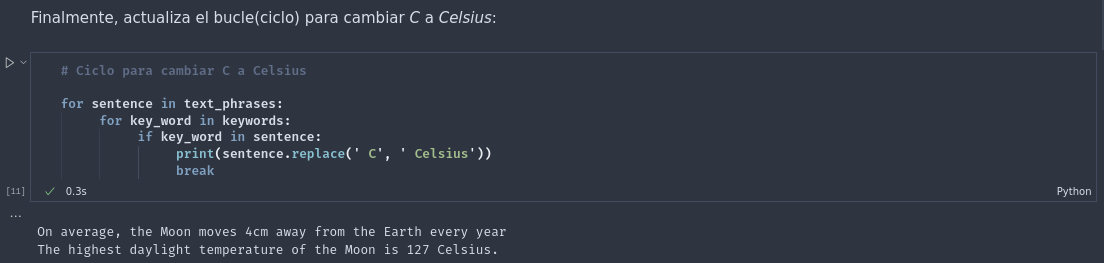 Finalmente, actualiza el bucle(ciclo) para cambiar C a Celsius:
# Ciclo para cambiar C a Celsius
for sentence in text_phrases:
for key_word in keywords:
if key_word in sentence:
print(sentence.replace(' C', ' Celsius'))
break
[11] 0.3s Python
...
On average, the Moon moves 4cm away from the Earth every year
The highest daylight temperature of the Moon is 127 Celsius.